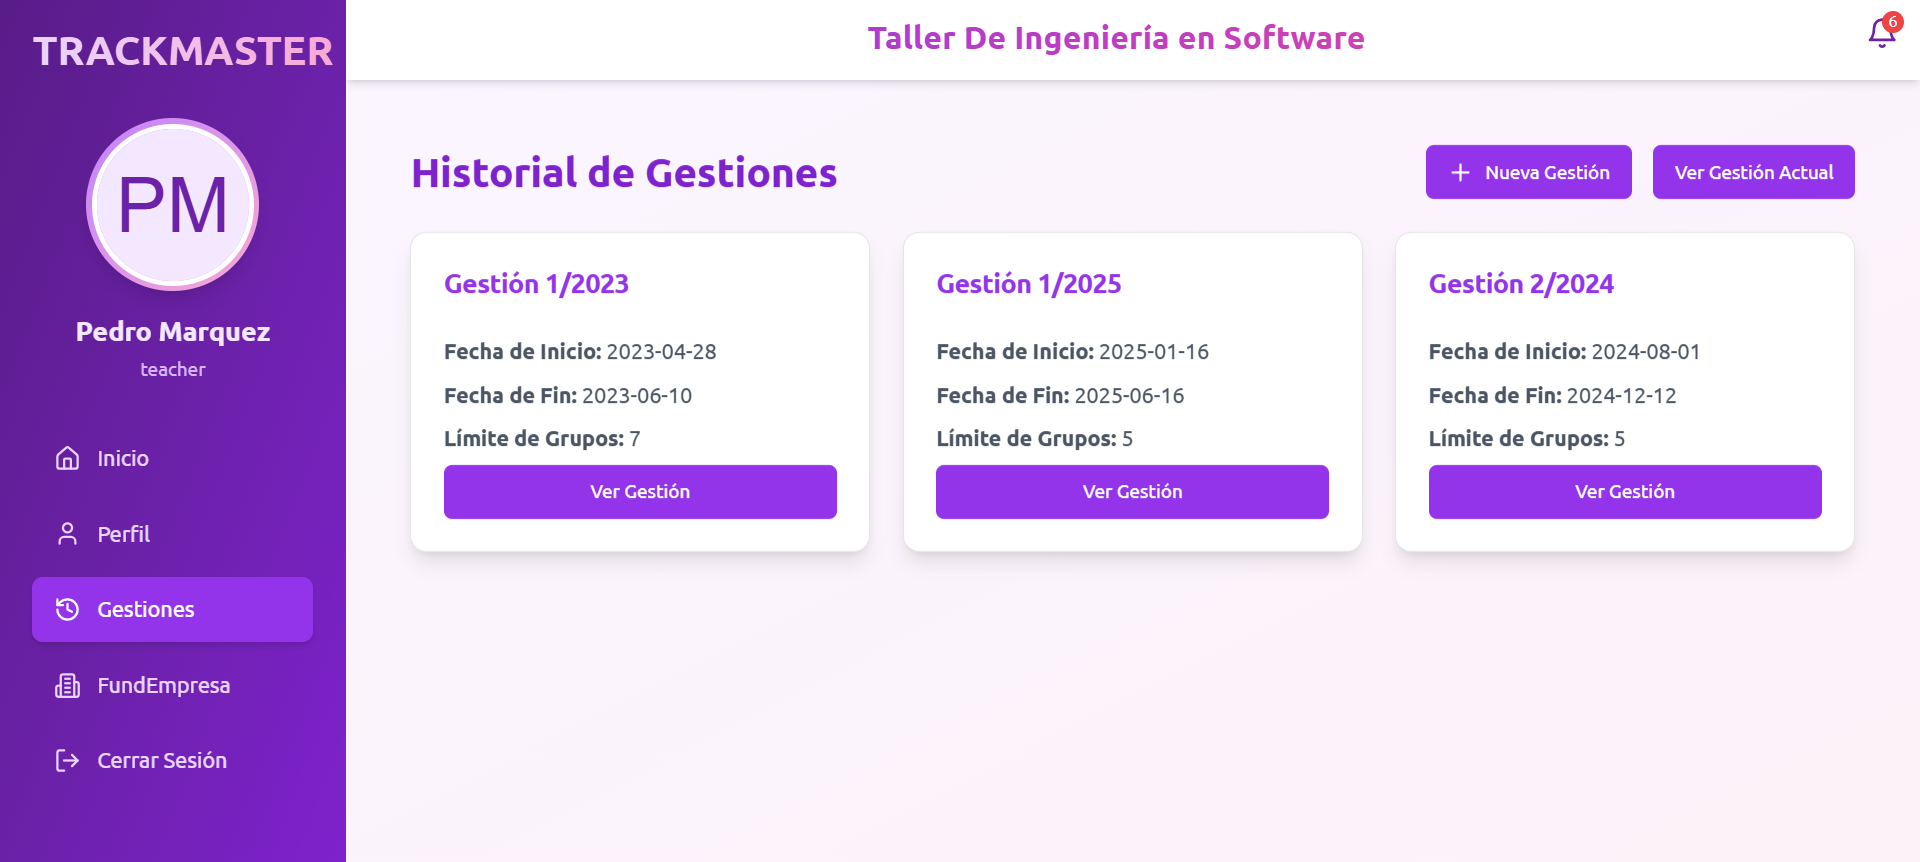 TRACKMASTER
PM
Pedro Marquez
teacher
Inicio
Perfil
Gestiones
FundEmpresa
Cerrar Sesión
Taller De Ingeniería en Software
6
Historial de Gestiones
Nueva Gestión
Ver Gestión Actual
Gestión 1/2023
Fecha de Inicio: 2023-04-28
Fecha de Fin: 2023-06-10
Límite de Grupos: 7
Ver Gestión
Gestión 1/2025
Fecha de Inicio: 2025-01-16
Fecha de Fin: 2025-06-16
Límite de Grupos: 5
Ver Gestión
Gestión 2/2024
Fecha de Inicio: 2024-08-01
Fecha de Fin: 2024-12-12
Límite de Grupos: 5
Ver Gestión